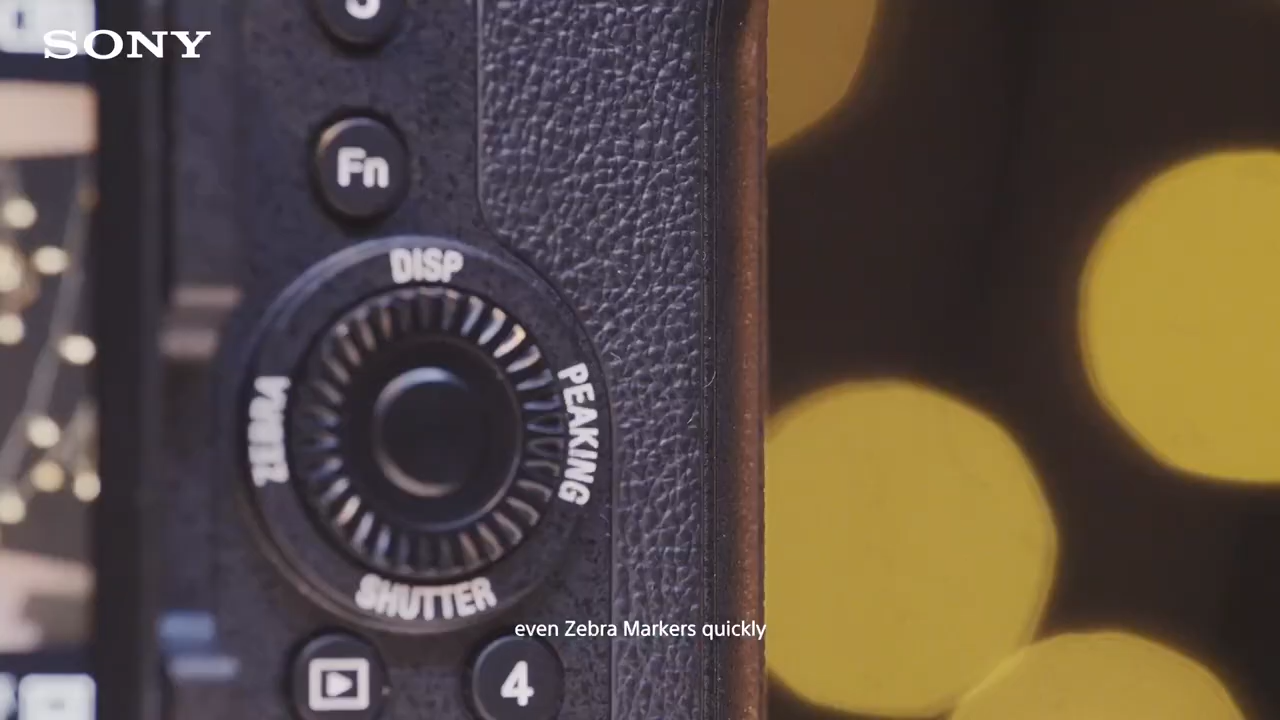 SONY
Fn
DISP
PEAKING
ZEBRA
SHUTTER
even Zebra Markers quickly
4